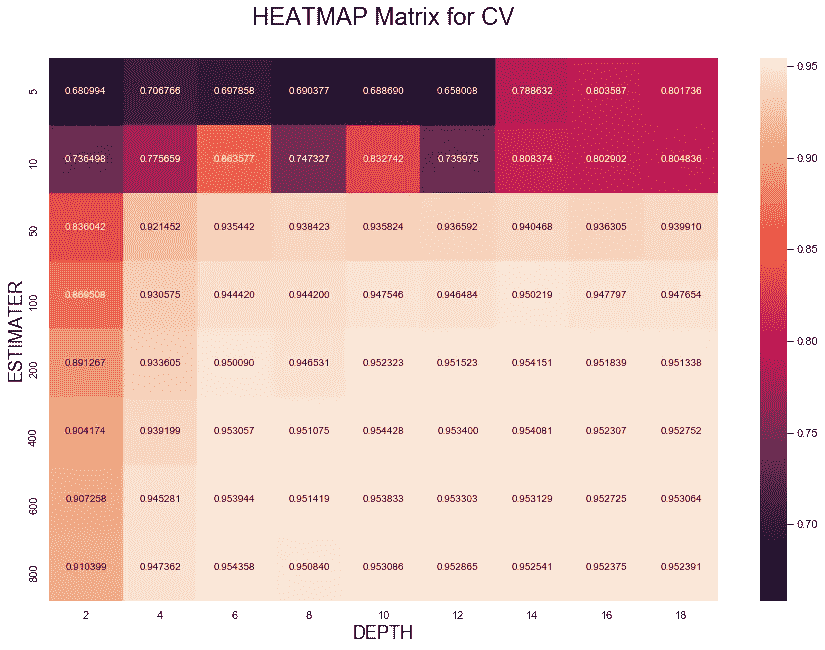 HEATMAP Matrix for CV
5 0.680994 0.706766 0.697858 0.690377 0.688690 0.658008 0.788632 0.803587 0.801736
10 0.736498 0.775659 0.863577 0.747327 0.832742 0.735975 0.808374 0.802902 0.804836
50 0.836042 0.921452 0.935442 0.938423 0.935824 0.936592 0.940468 0.936305 0.939910
100 0.869508 0.930575 0.944420 0.944200 0.947546 0.946484 0.950219 0.947797 0.947654
200 0.891267 0.933605 0.950090 0.946531 0.952323 0.951523 0.954151 0.951839 0.951338
400 0.904174 0.939199 0.953057 0.951075 0.954428 0.953400 0.954081 0.952307 0.952752
600 0.907258 0.945281 0.953944 0.951419 0.953833 0.953303 0.953129 0.952725 0.953064
800 0.910399 0.947362 0.954358 0.950840 0.953086 0.952865 0.952541 0.952375 0.952391
2 4 6 8 10 12 14 16 18
DEPTH
ESTIMATER
0.95
0.90
0.85
0.80
0.75
0.70